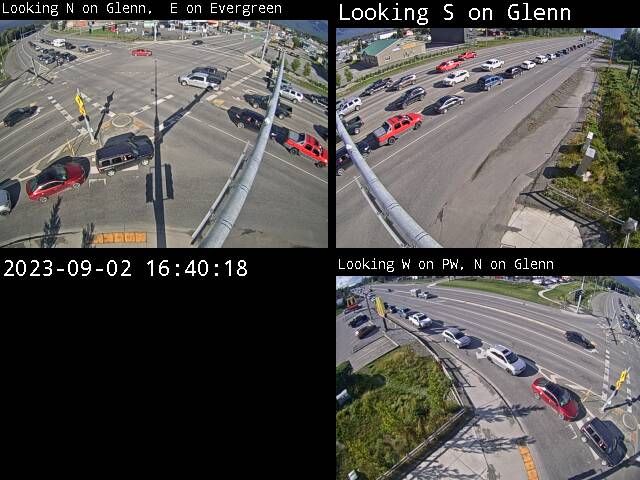 Looking N on Glenn, E on Evergreen
Looking S on Glenn
2023-09-02 16:40:18
Looking W on PW, N on Glenn